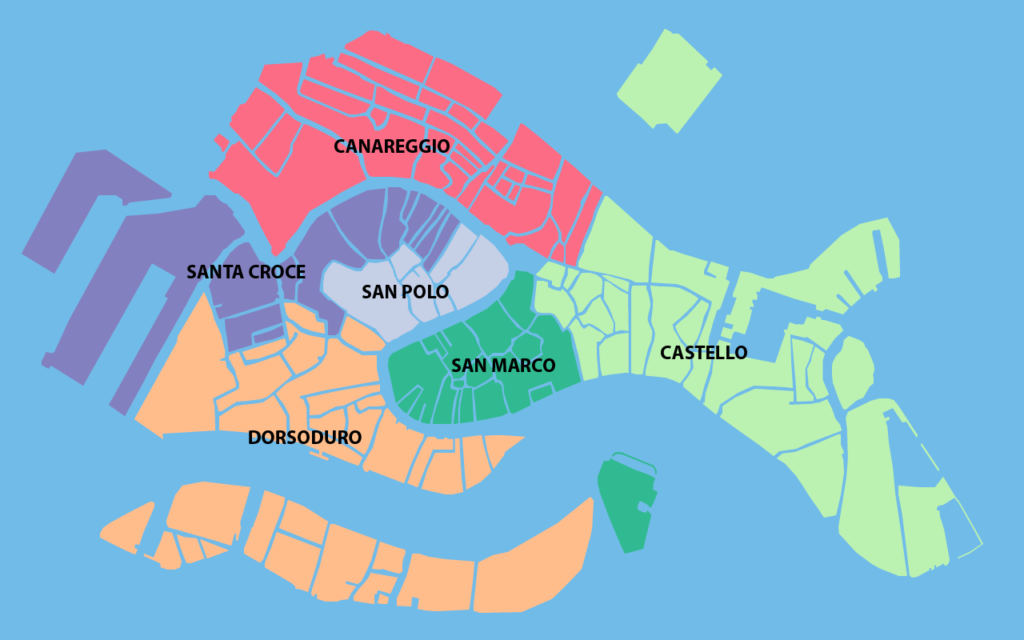 CANAREGGIO
SANTA CROCE
SAN POLO
SAN MARCO
CASTELLO
DORSODURO